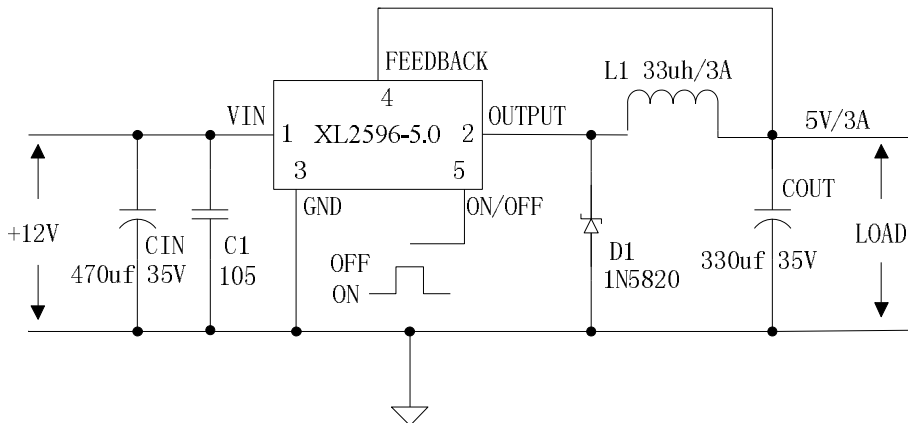 FEEDBACK
L1 33uh/3A
4
VIN
OUTPUT
5V/3A
1 XL2596-5.0 2
3 5
GND
ON/OFF
COUT
+12V
CIN
C1
LOAD
OFF
D1
470uf 35V
105
330uf 35V
1N5820
ON